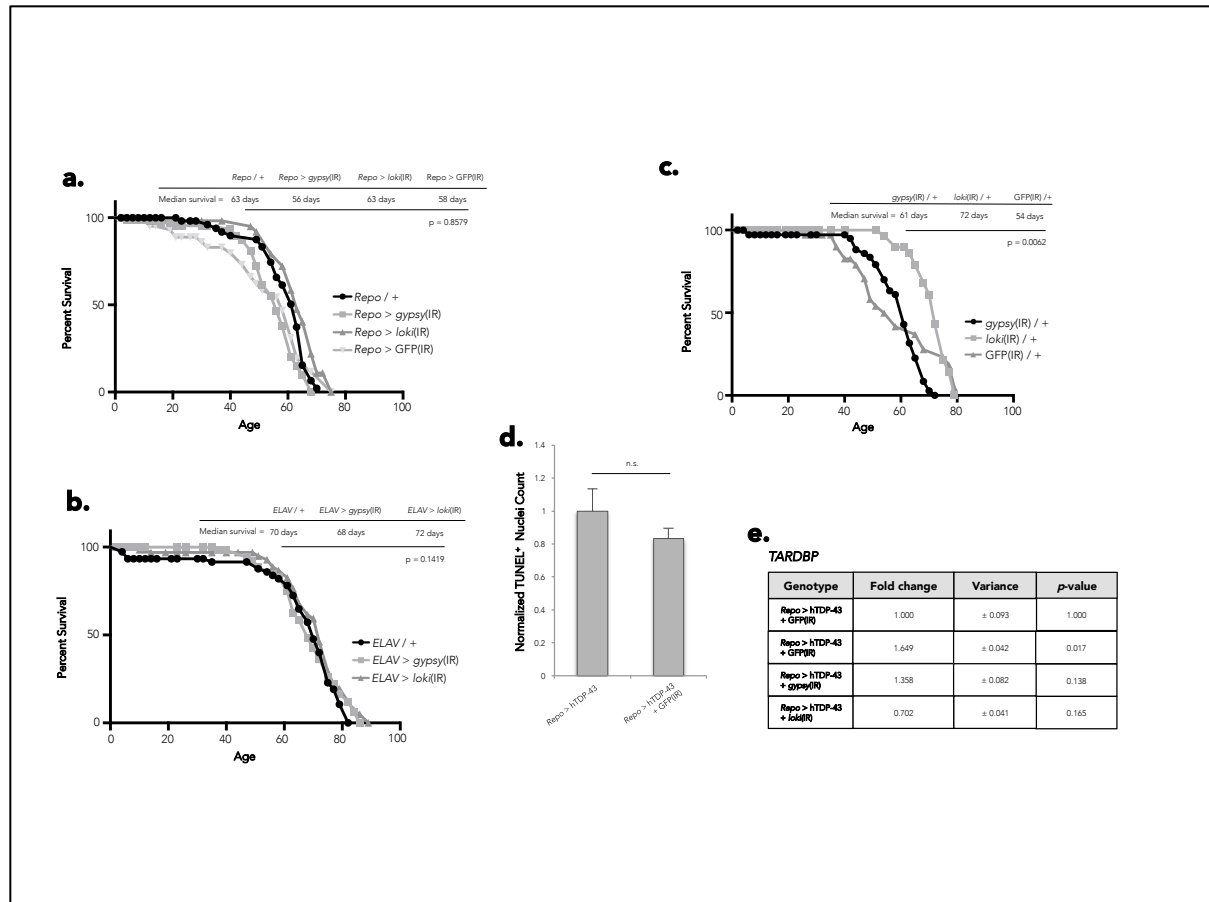 a.
Repo / + Repo > gypsy(IR) Repo > loki(IR) Repo > GFP(IR)
Median survival = 63 days 56 days 63 days 58 days
p = 0.8579
100
50
0
Percent Survival
Repo / +
Repo > gypsy(IR)
Repo > loki(IR)
Repo > GFP(IR)
0 20 40 60 80 100
Age
b.
ELAV / + ELAV > gypsy(IR) ELAV > loki(IR)
Median survival = 70 days 68 days 72 days
p = 0.1419
100
50
0
Percent Survival
ELAV / +
ELAV > gypsy(IR)
ELAV > loki(IR)
0 20 40 60 80 100
Age
c.
gypsy(IR) / + loki(IR) / + GFP(IR) /+
Median survival = 61 days 72 days 54 days
p = 0.0062
100
50
0
Percent Survival
gypsy(IR) / +
loki(IR) / +
GFP(IR) / +
0 20 40 60 80 100
Age
d.
1.4
1.2
1
0.8
0.6
0.4
0.2
0
Normalized TUNEL+ Nuclei Count
n.s.
Repo > hTDP-43
Repo > hTDP-43
+ GFP(IR)
e.
TARDBP
Genotype Fold change Variance p-value
Repo > hTDP-43
+ GFP(IR) 1.000 ± 0.093 1.000
Repo > hTDP-43
+ GFP(IR) 1.649 ± 0.042 0.017
Repo > hTDP-43
+ gypsy(IR) 1.358 ± 0.082 0.138
Repo > hTDP-43
+ loki(IR) 0.702 ± 0.041 0.165